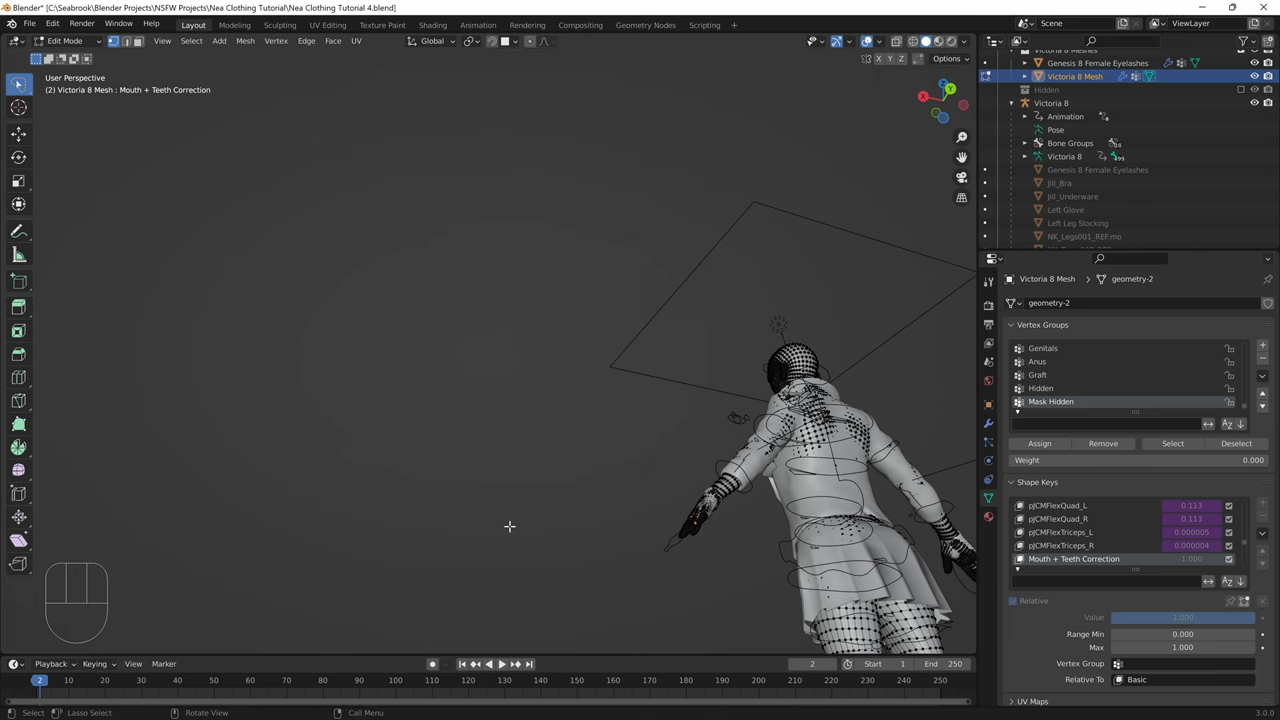 Blender* [C:\Seabrook\Blender Projects\NSFW Projects\Nea Clothing Tutorial\Nea Clothing Tutorial 4.blend]
File Edit Render Window Help Layout Modeling Sculpting UV Editing Texture Paint Shading Animation Rendering Compositing Geometry Nodes Scripting Scene ViewLayer
Edit Mode View Select Add Mesh Vertex Edge Face UV Global
X Y Z Options
User Perspective
(2) Victoria 8 Mesh : Mouth + Teeth Correction
X Y Z
Victoria 8 Meshes
Genesis 8 Female Eyelashes
Victoria 8 Mesh
Hidden
Victoria 8
Animation
Pose
Bone Groups
Victoria 8
Genesis 8 Female Eyelashes
Jill_Bra
Jill_Underware
Left Glove
Left Leg Stocking
NK_Legs001_REF.mo
Victoria 8 Mesh > geometry-2
geometry-2
Vertex Groups
Genitals
Anus
Graft
Hidden
Mask Hidden
Assign Remove Select Deselect
Weight 0.000
Shape Keys
pJCMFlexQuad_L 0.113
pJCMFlexQuad_R 0.113
pJCMFlexTriceps_L 0.000005
pJCMFlexTriceps_R 0.000004
Mouth + Teeth Correction 1.000
Relative
Value 1.000
Range Min 0.000
Max 1.000
Vertex Group
Relative To Basic
UV Maps
Playback Keying View Marker 2 Start 1 End 250
2 10 20 30 40 50 60 70 80 90 100 110 120 130 140 150 160 170 180 190 200 210 220 230 240 250
Select Lasso Select Rotate View Call Menu 3.0.0